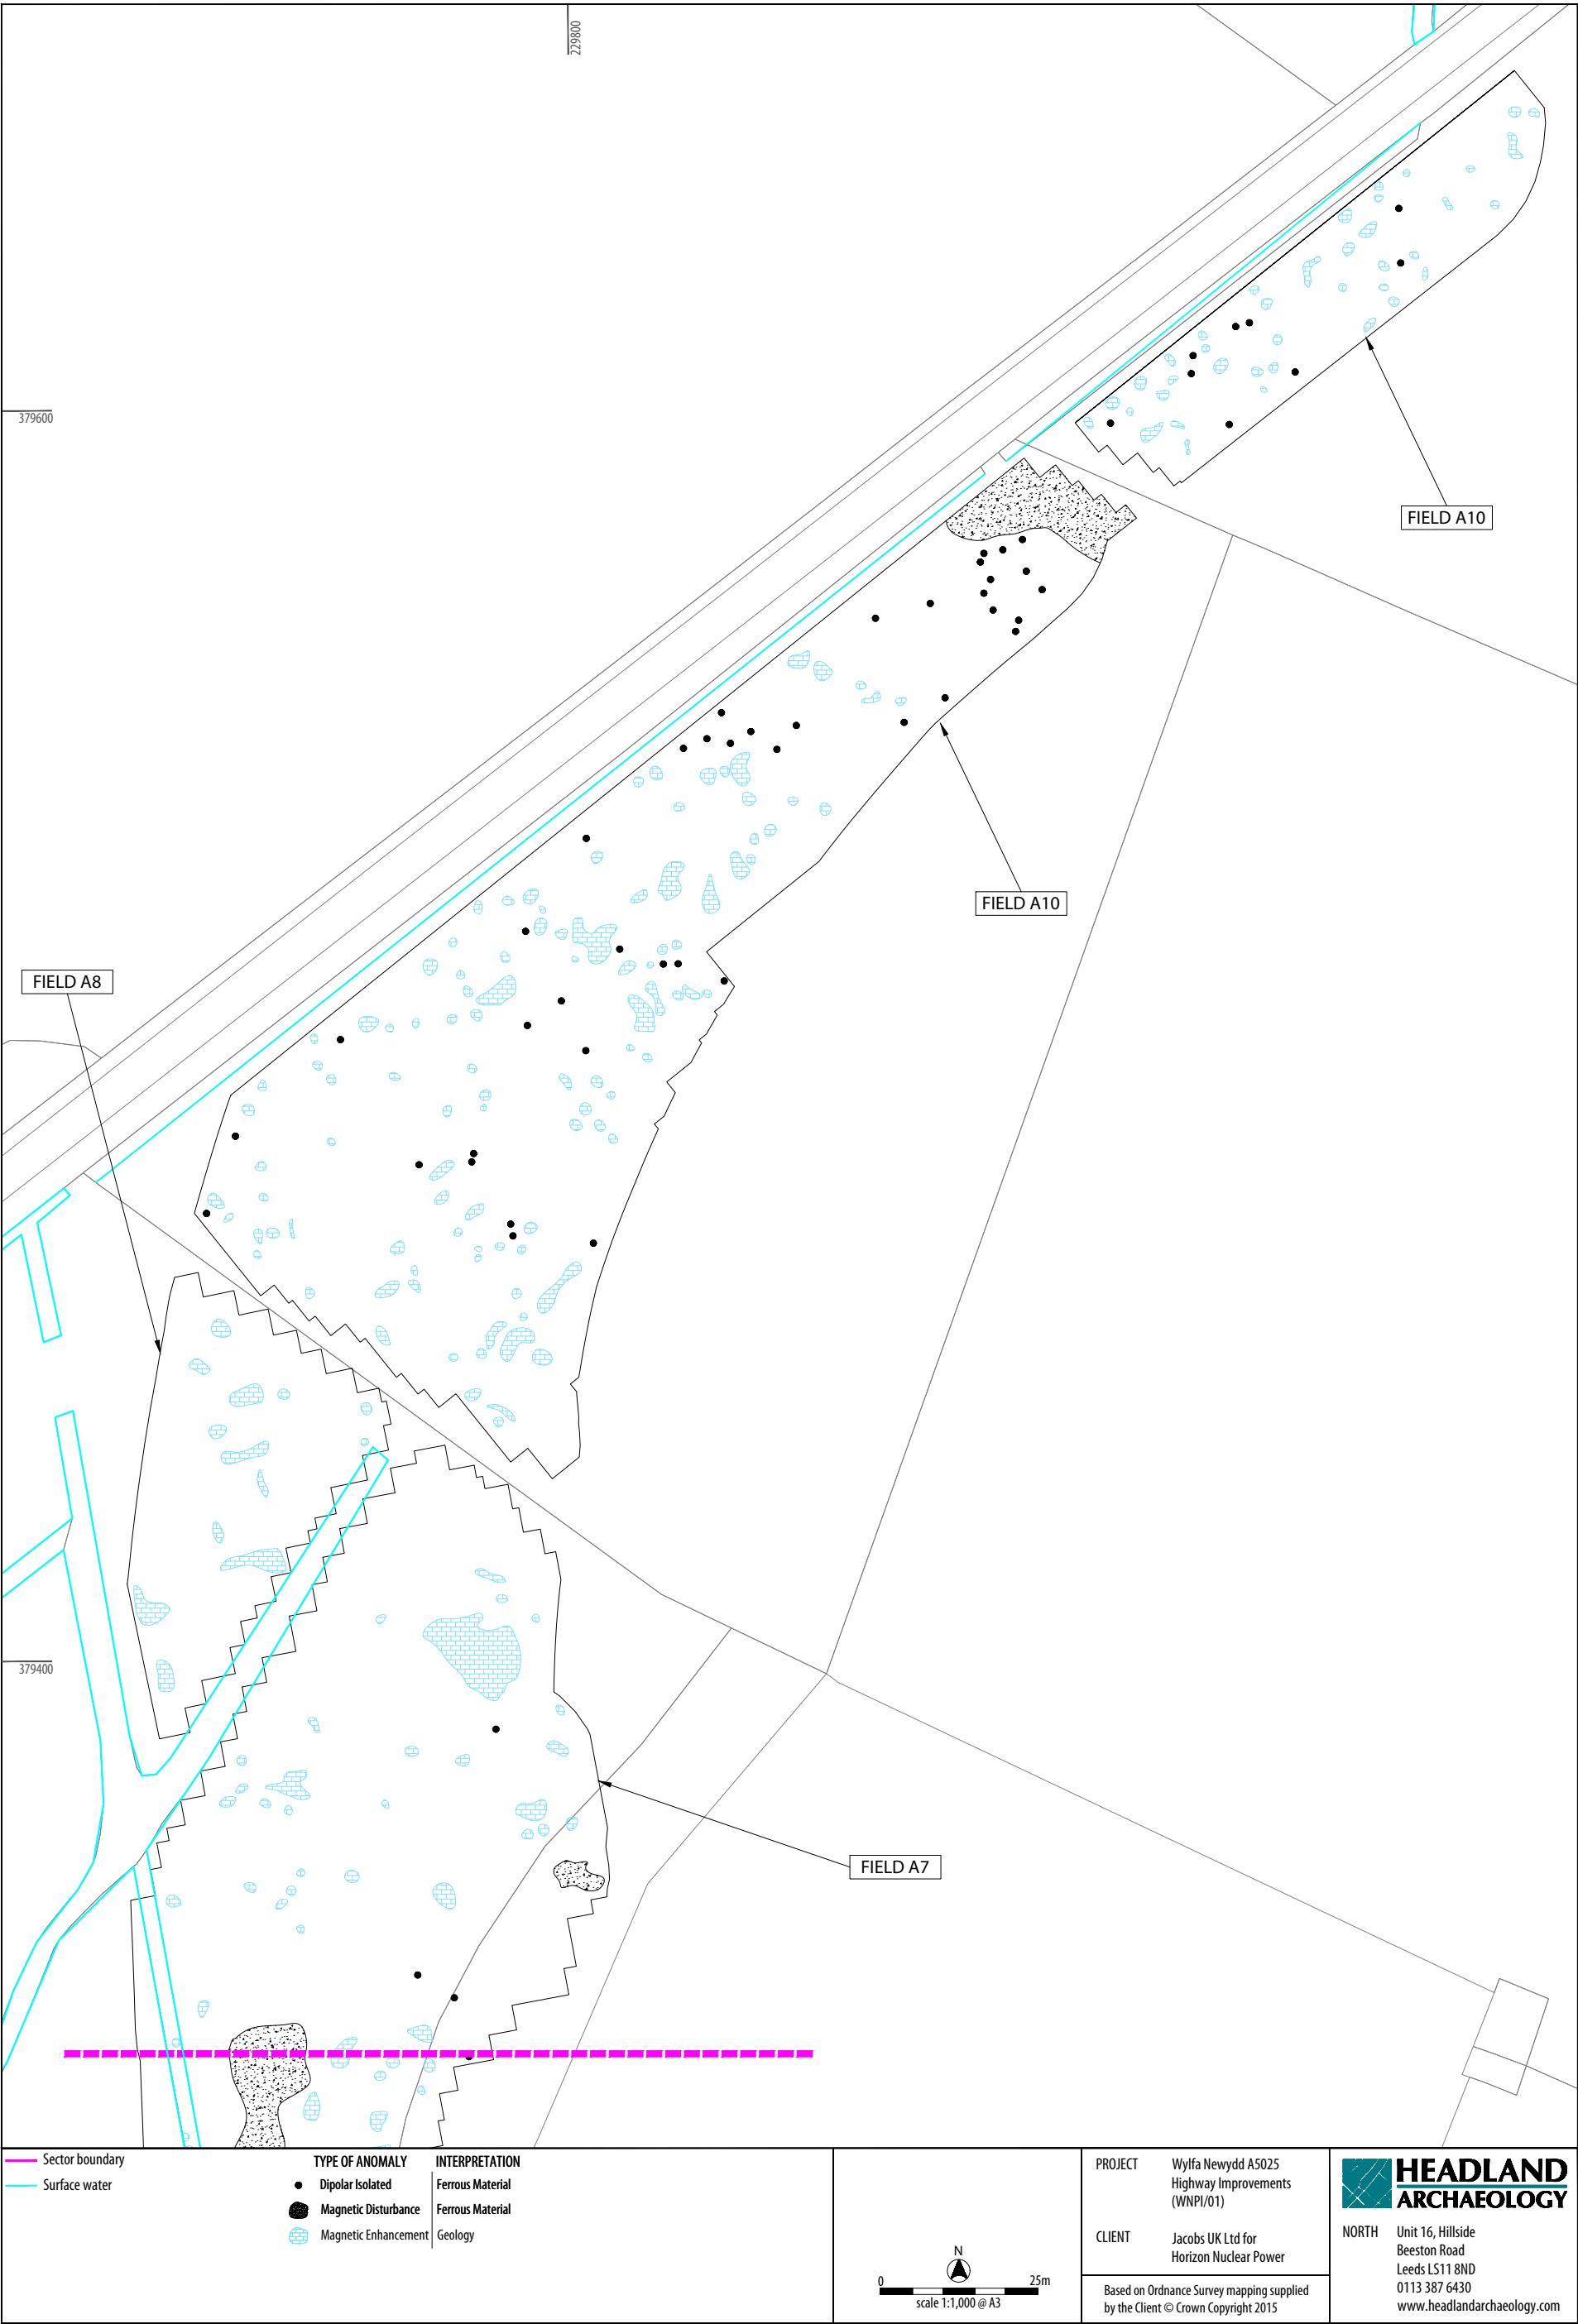 229800
379600
FIELD A10
FIELD A10
FIELD A8
379400
FIELD A7
Sector boundary
Surface water
TYPE OF ANOMALY INTERPRETATION
Dipolar Isolated Ferrous Material
Magnetic Disturbance Ferrous Material
Magnetic Enhancement Geology
N
0 25m
scale 1:1,000 @ A3
PROJECT Wylfa Newydd A5025
Highway Improvements
(WNPI/01)
CLIENT Jacobs UK Ltd for
Horizon Nuclear Power
Based on Ordnance Survey mapping supplied
by the Client © Crown Copyright 2015
HEADLAND
ARCHAEOLOGY
NORTH Unit 16, Hillside
Beeston Road
Leeds LS11 8ND
0113 387 6430
www.headlandarchaeology.com